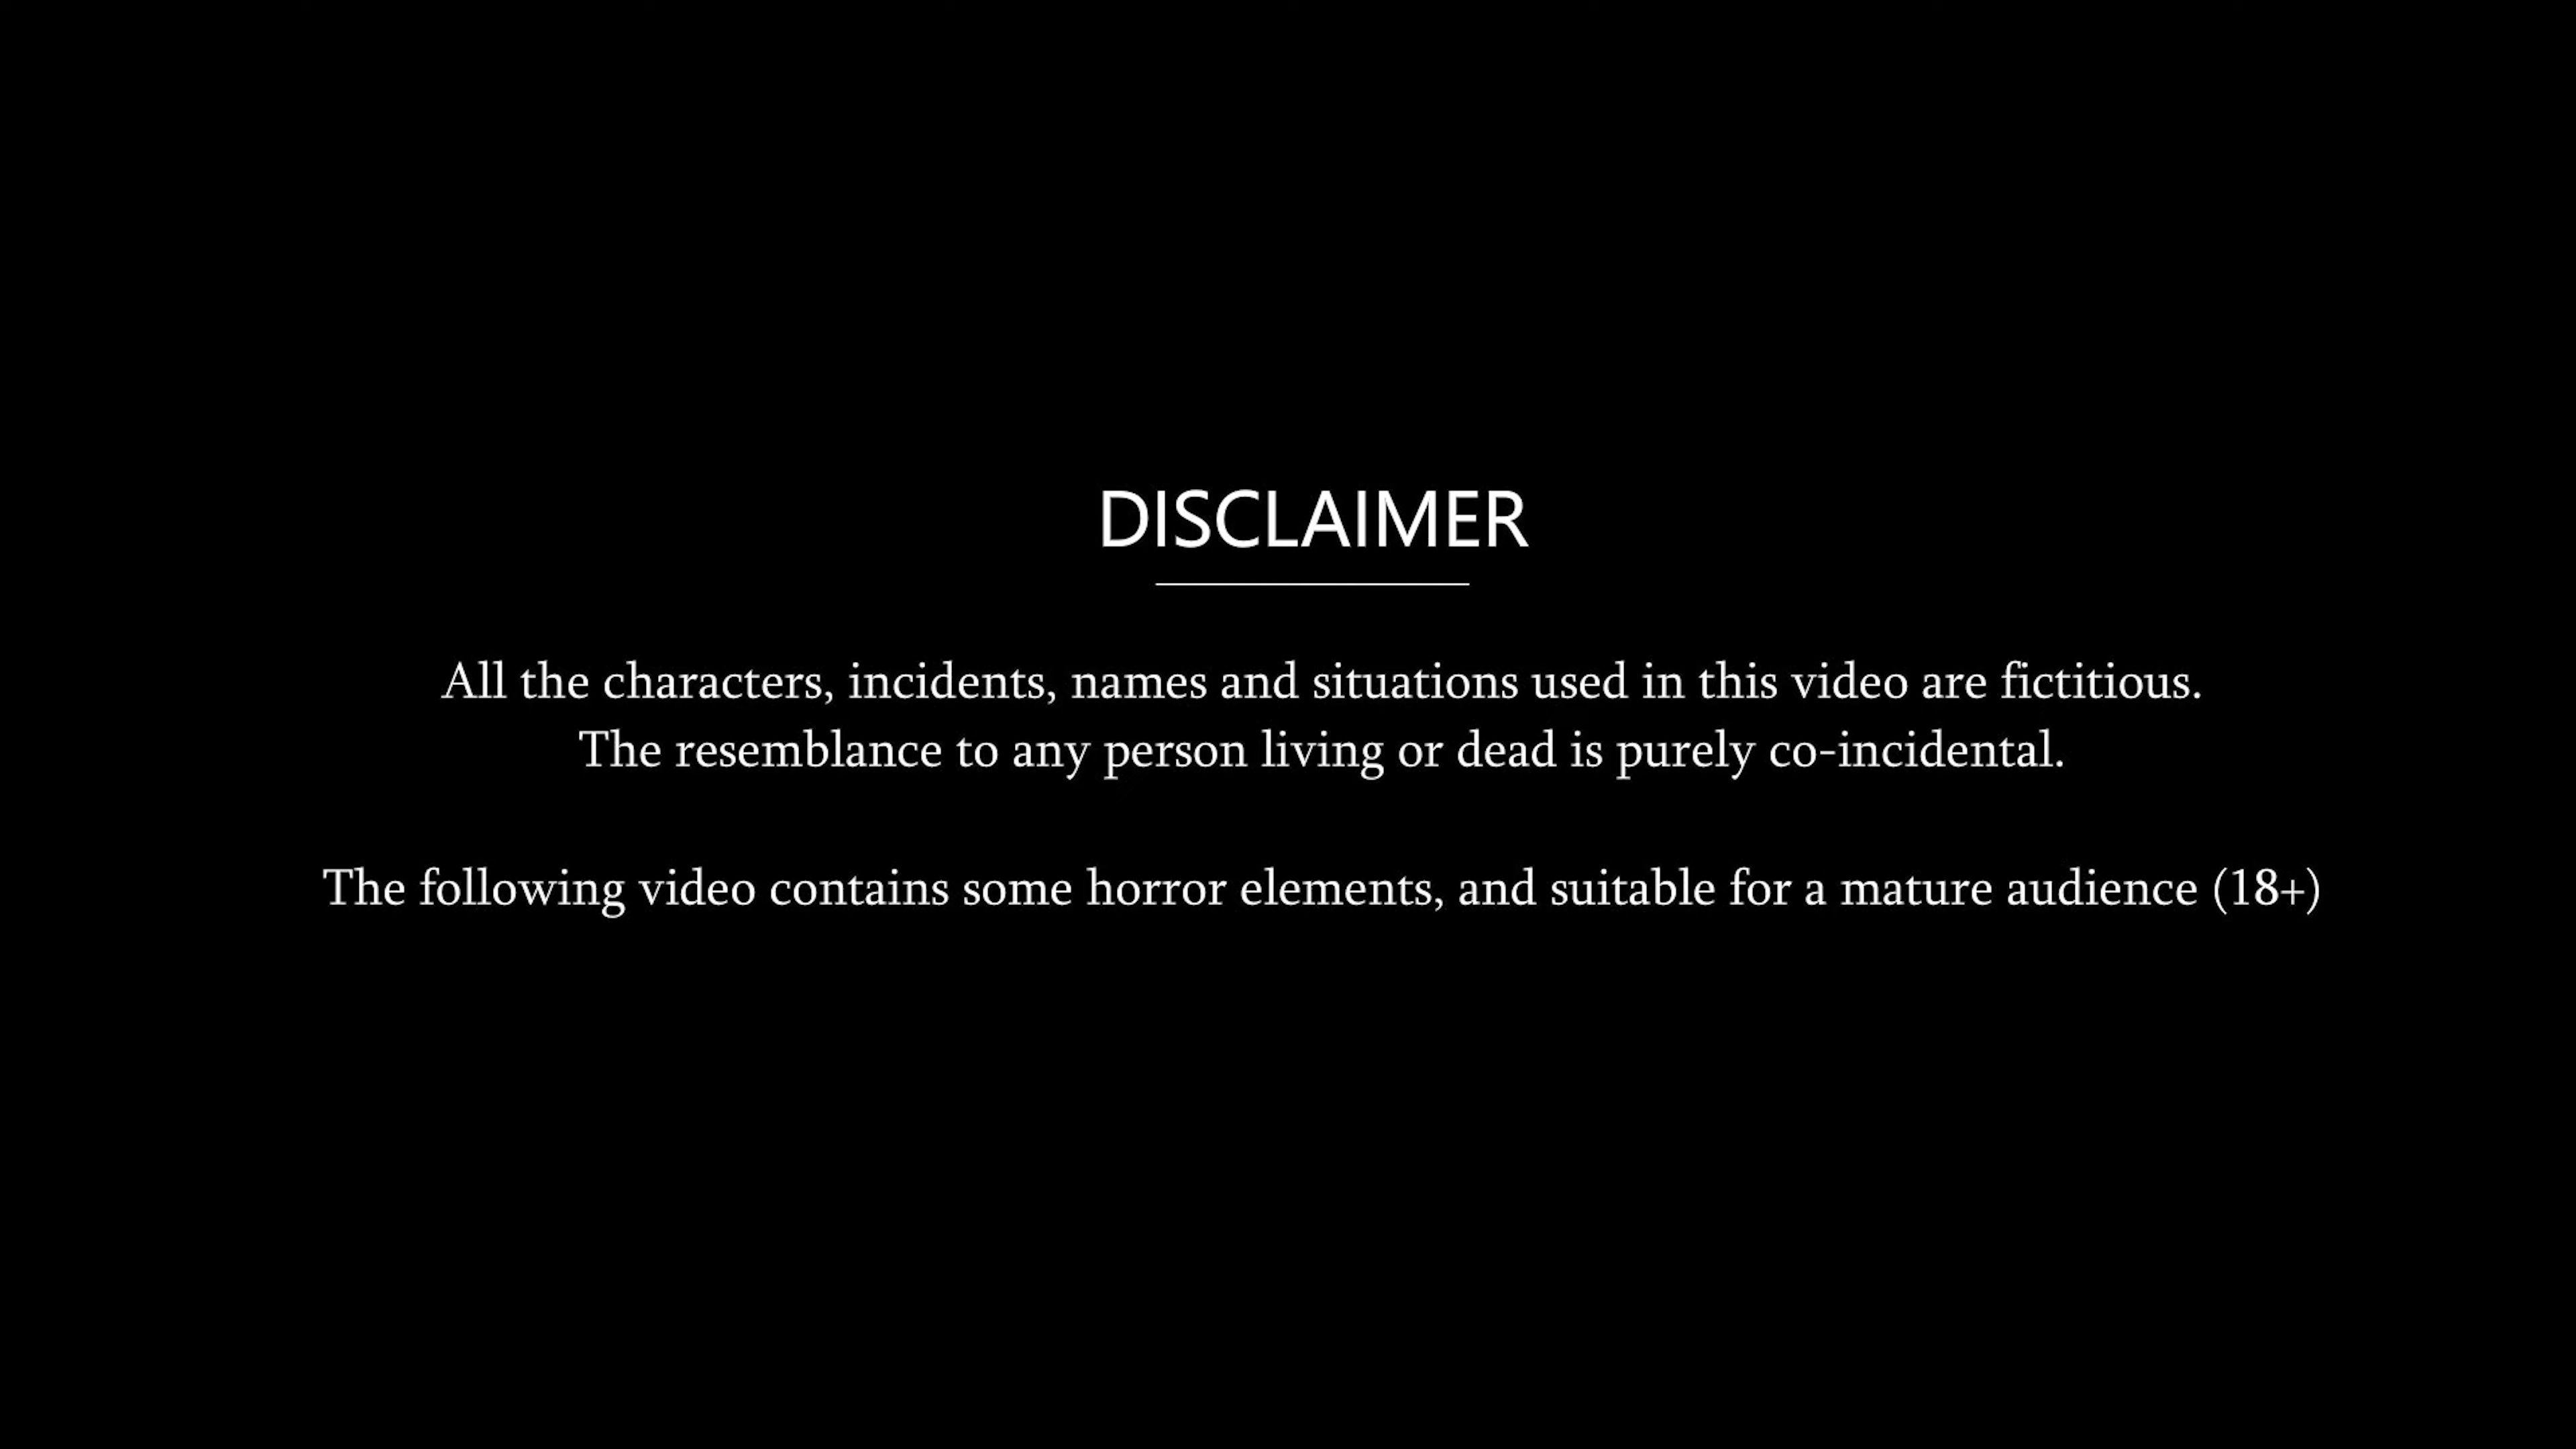 DISCLAIMER
All the characters, incidents, names and situations used in this video are fictitious.
The resemblance to any person living or dead is purely co-incidental.
The following video contains some horror elements, and suitable for a mature audience (18+)